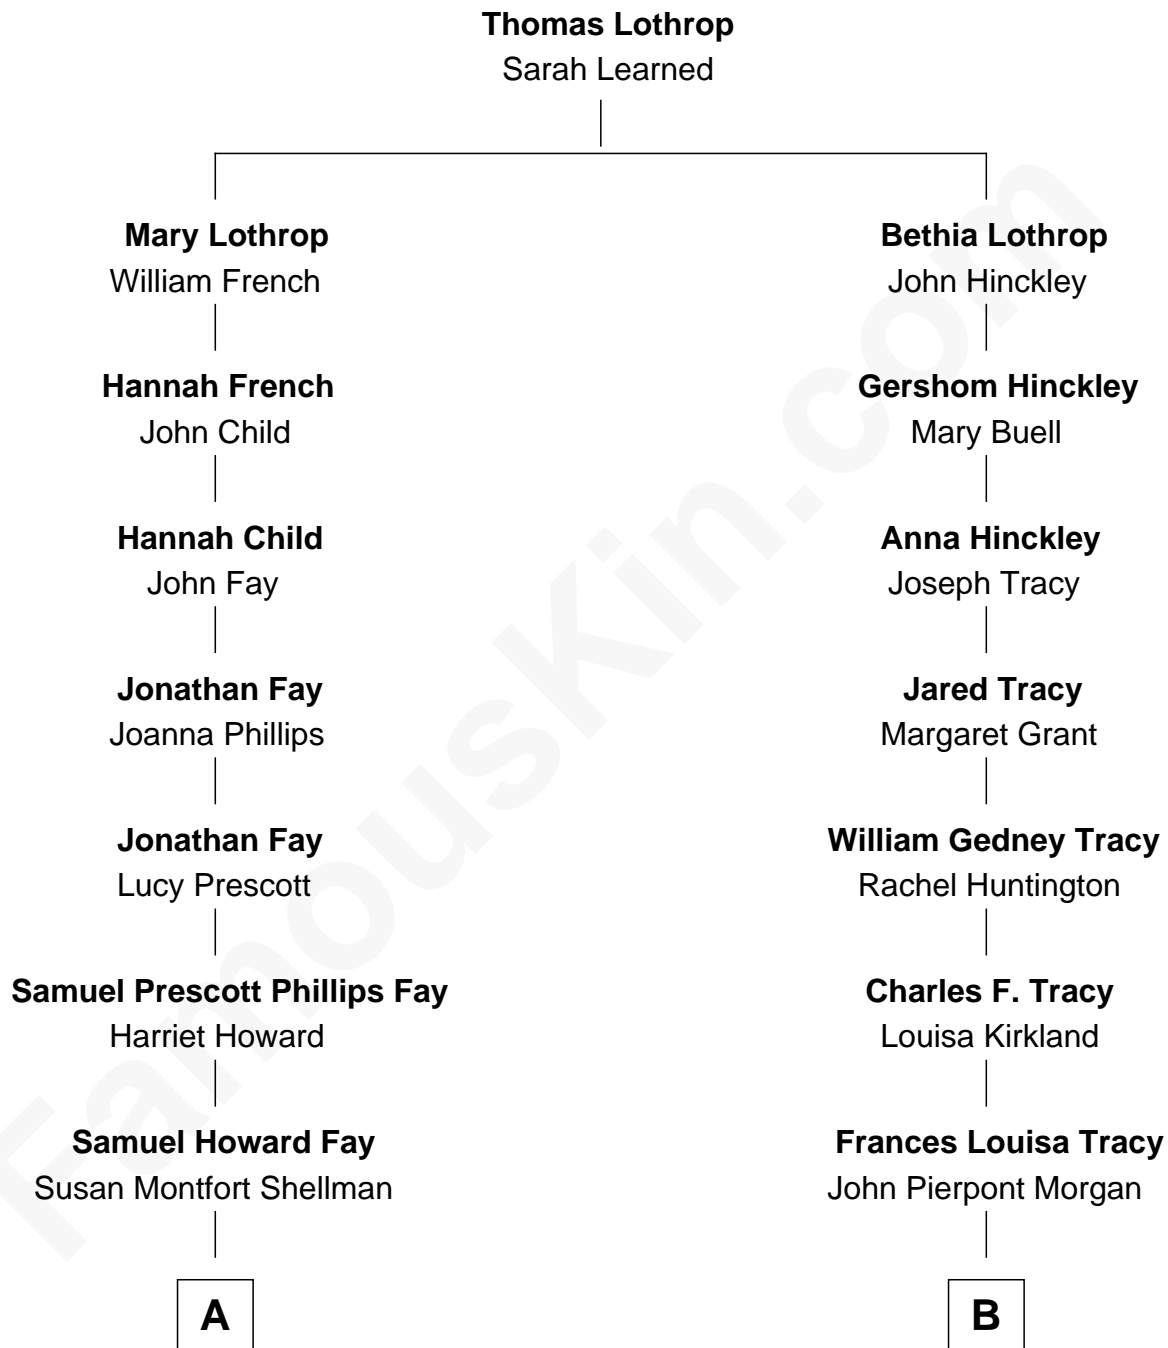 Thomas Lothrop
Sarah Learned
Mary Lothrop
William French
Hannah French
John Child
Hannah Child
John Fay
Jonathan Fay
Joanna Phillips
Jonathan Fay
Lucy Prescott
Samuel Prescott Phillips Fay
Harriet Howard
Samuel Howard Fay
Susan Montfort Shellman
A
Bethia Lothrop
John Hinckley
Gershom Hinckley
Mary Buell
Anna Hinckley
Joseph Tracy
Jared Tracy
Margaret Grant
William Gedney Tracy
Rachel Huntington
Charles F. Tracy
Louisa Kirkland
Frances Louisa Tracy
John Pierpont Morgan
B
FamousKin.com